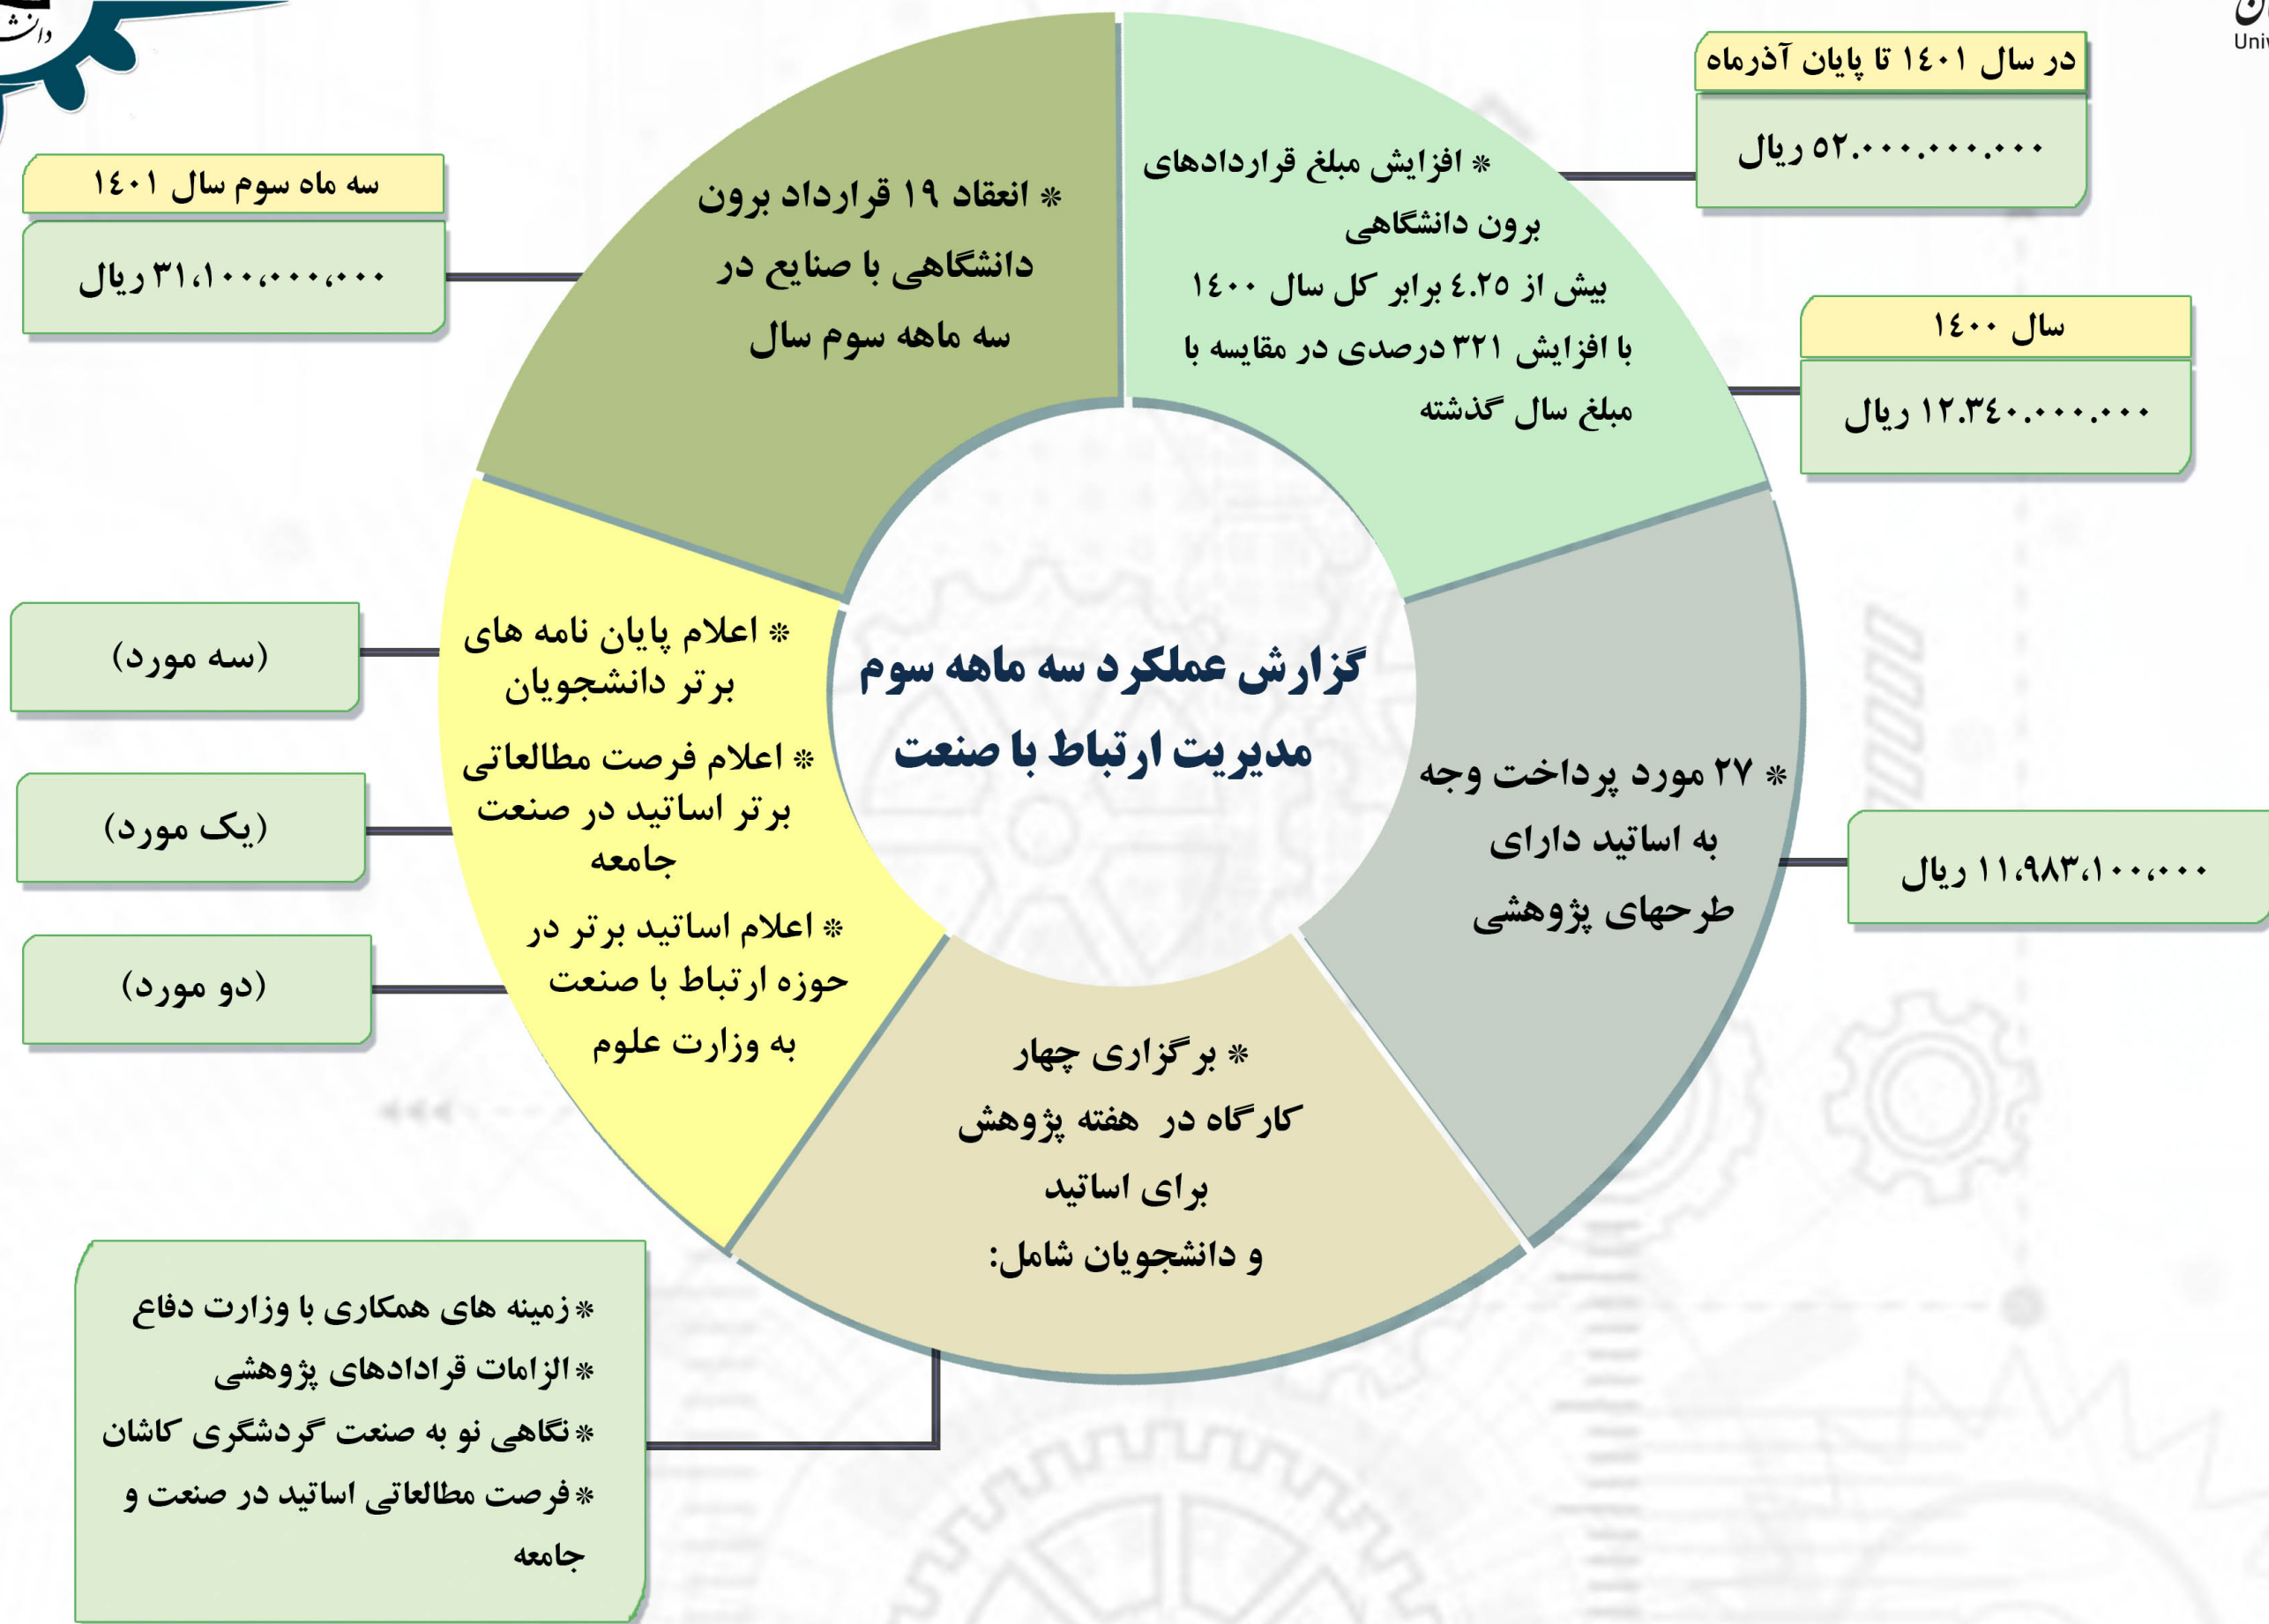 گزارش عملکرد سه ماهه سوم
مدیریت ارتباط با صنعت
در سال ۱٤۰۱ تا پایان آذرماه
٥۲.۰۰۰.۰۰۰.۰۰۰ ریال
سال ۱٤۰۰
۱۲.۳٤۰.۰۰۰.۰۰۰ ریال
* افزایش مبلغ قراردادهای
برون دانشگاهی
بیش از ٤.۲٥ برابر کل سال ۱٤۰۰
با افزایش ۳۲۱ درصدی در مقایسه با
مبلغ سال گذشته
* ۲۷ مورد پرداخت وجه
به اساتید دارای
طرحهای پژوهشی
۱۱،۹۸۳،۱۰۰،۰۰۰ ریال
* برگزاری چهار
کارگاه در هفته پژوهش
برای اساتید
و دانشجویان شامل:
* زمینه های همکاری با وزارت دفاع
* الزامات قرادادهای پژوهشی
* نگاهی نو به صنعت گردشگری کاشان
* فرصت مطالعاتی اساتید در صنعت و
جامعه
* اعلام پایان نامه های
برتر دانشجویان
(سه مورد)
* اعلام فرصت مطالعاتی
برتر اساتید در صنعت
جامعه
(یک مورد)
* اعلام اساتید برتر در
حوزه ارتباط با صنعت
به وزارت علوم
(دو مورد)
* انعقاد ۱۹ قرارداد برون
دانشگاهی با صنایع در
سه ماهه سوم سال
سه ماه سوم سال ۱٤۰۱
۳۱،۱۰۰،۰۰۰،۰۰۰ ریال